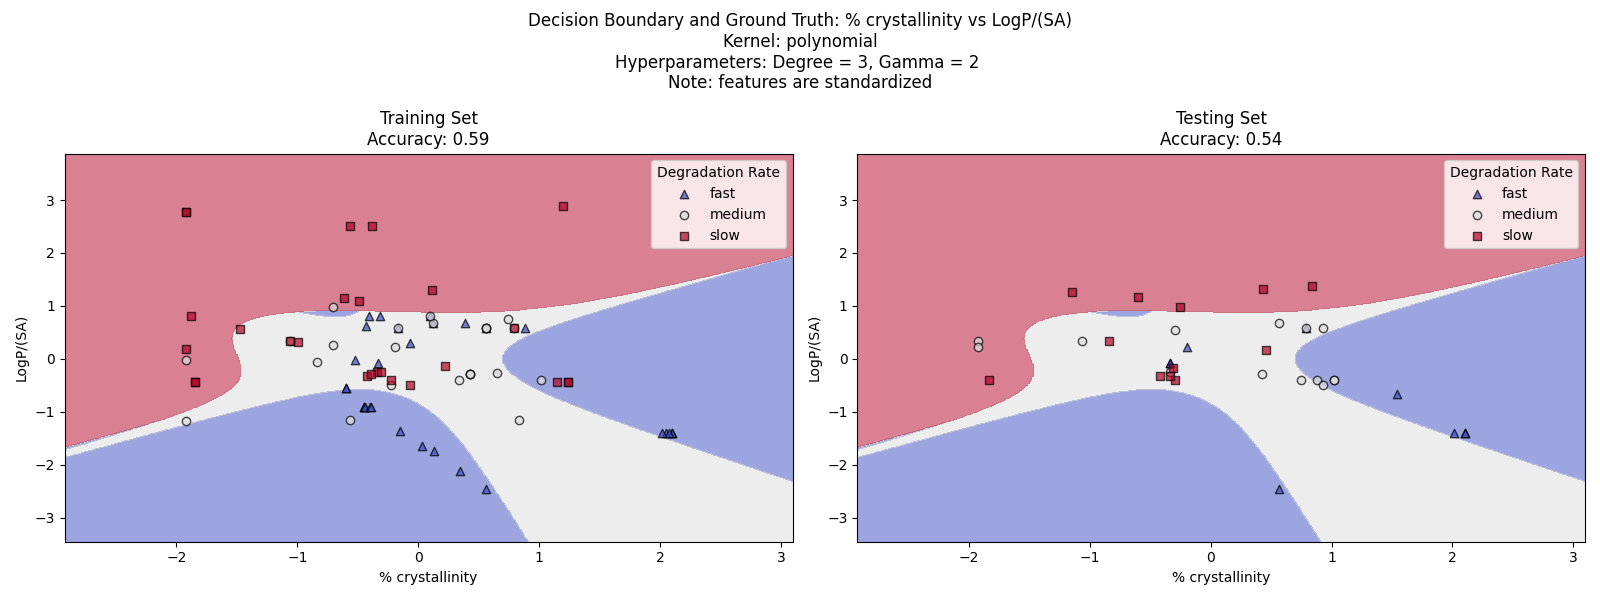 Decision Boundary and Ground Truth: % crystallinity vs LogP/(SA)
Kernel: polynomial
Hyperparameters: Degree = 3, Gamma = 2
Note: features are standardized
Training Set
Accuracy: 0.59
Degradation Rate
fast
medium
slow
3
2
1
0
−1
−2
−3
LogP/(SA)
−2
−1
0
1
2
3
% crystallinity
Testing Set
Accuracy: 0.54
Degradation Rate
fast
medium
slow
3
2
1
0
−1
−2
−3
LogP/(SA)
−2
−1
0
1
2
3
% crystallinity